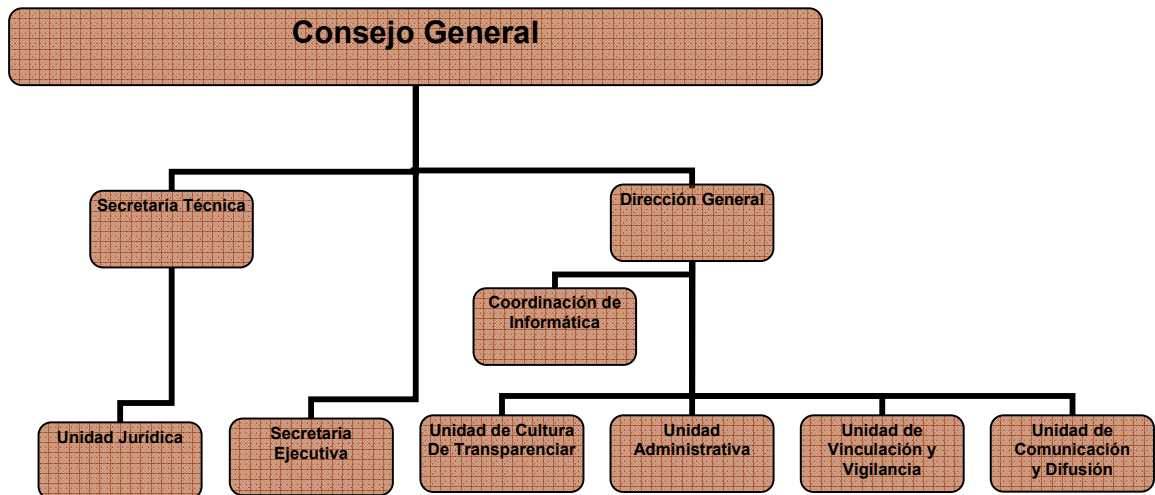 Consejo General
Secretaría Técnica
Dirección General
Coordinación de
Informática
Unidad Jurídica
Secretaria
Ejecutiva
Unidad de Cultura
De Transparenciar
Unidad
Administrativa
Unidad de
Vinculación y
Vigilancia
Unidad de
Comunicación
y Difusión